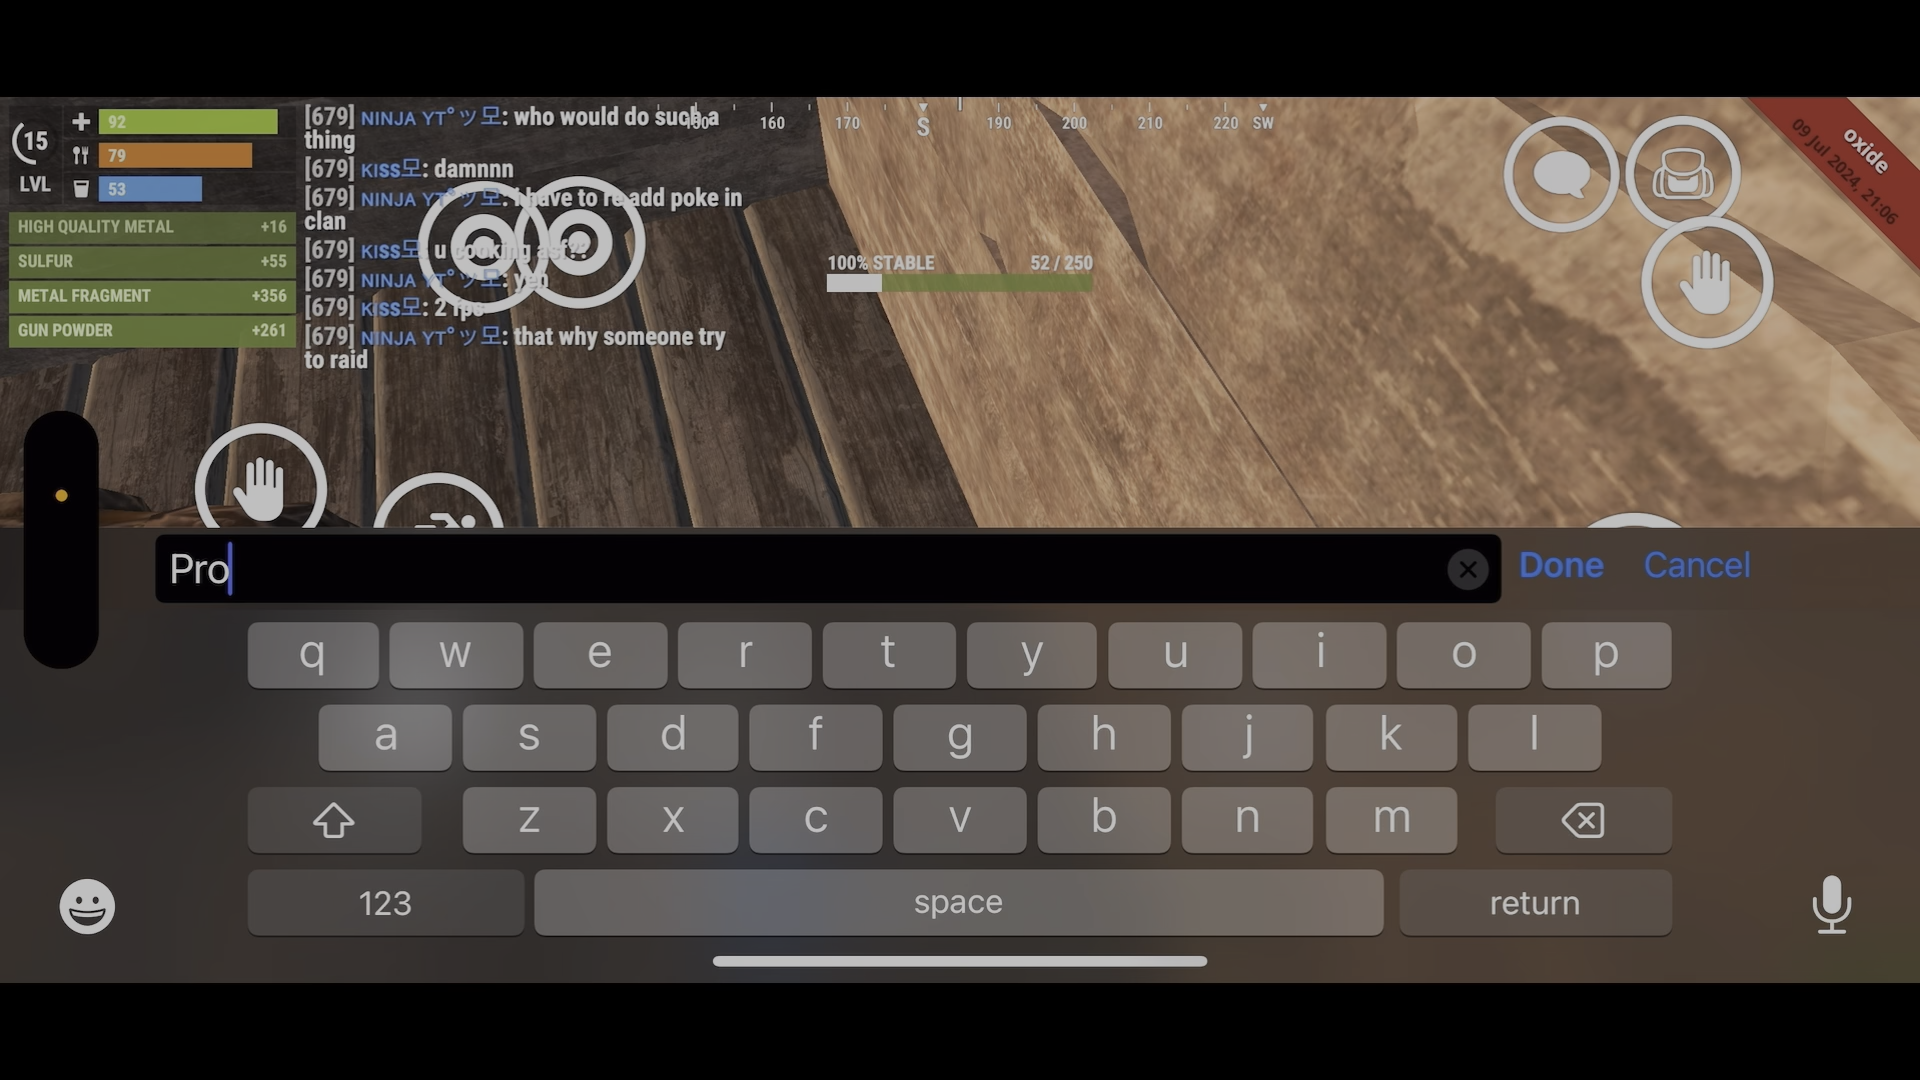 15
LVL
92
79
53
HIGH QUALITY METAL +16
SULFUR +55
METAL FRAGMENT +356
GUN POWDER +261
[679] NINJA YT°ッ모: who would do such a
thing
[679] KISS모: damnnn
[679] NINJA YT°ッ모: i have to re add poke in
clan
[679] KISS모: u cooking asf??
[679] NINJA YT°ッ모: yeh
[679] KISS모: 2 fps
[679] NINJA YT°ッ모: that why someone try
to raid
150 160 170 S 190 200 210 220 SW
100% STABLE 52 / 250
oxide
09 Jul 2024, 21:06
Pro
Done Cancel
q w e r t y u i o p
a s d f g h j k l
z x c v b n m
123 space return